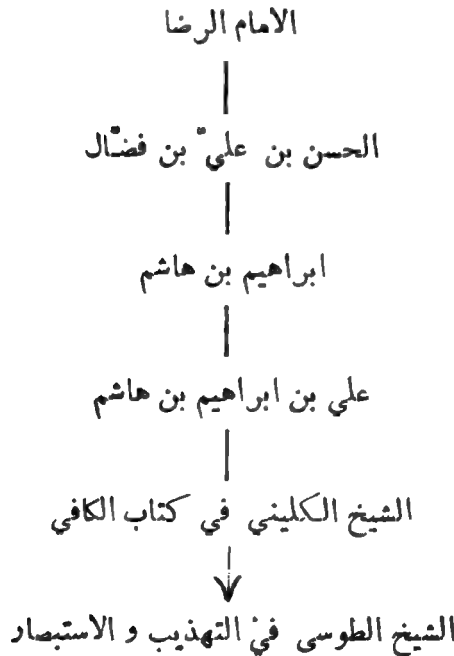 الامام الرضا
الحسن بن عليّ بن فضّال
ابراهيم بن هاشم
علي بن ابراهيم بن هاشم
الشيخ الكليني في كتاب الكافي
الشيخ الطوسى في التهذيب و الاستبصار